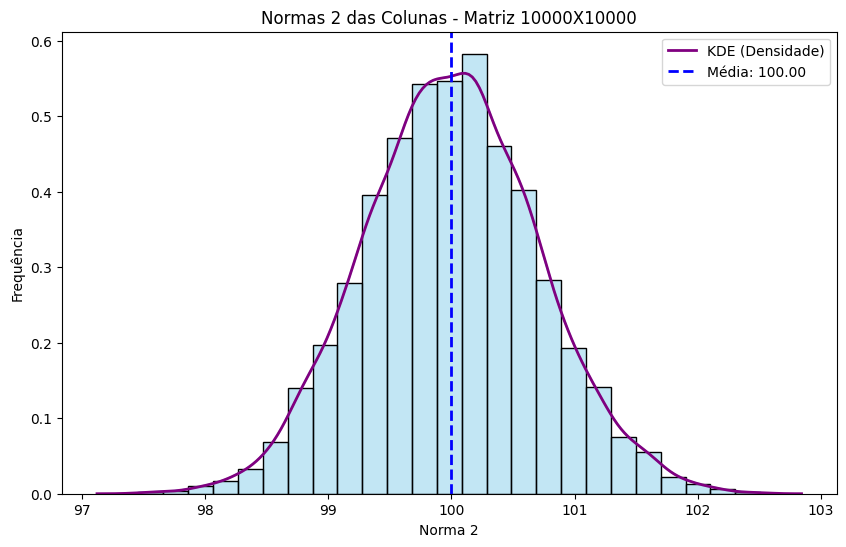 Normas 2 das Colunas - Matriz 10000X10000
KDE (Densidade)
Média: 100.00
0.6
0.5
0.4
0.3
0.2
0.1
0.0
Frequência
97
98
99
100
101
102
103
Norma 2